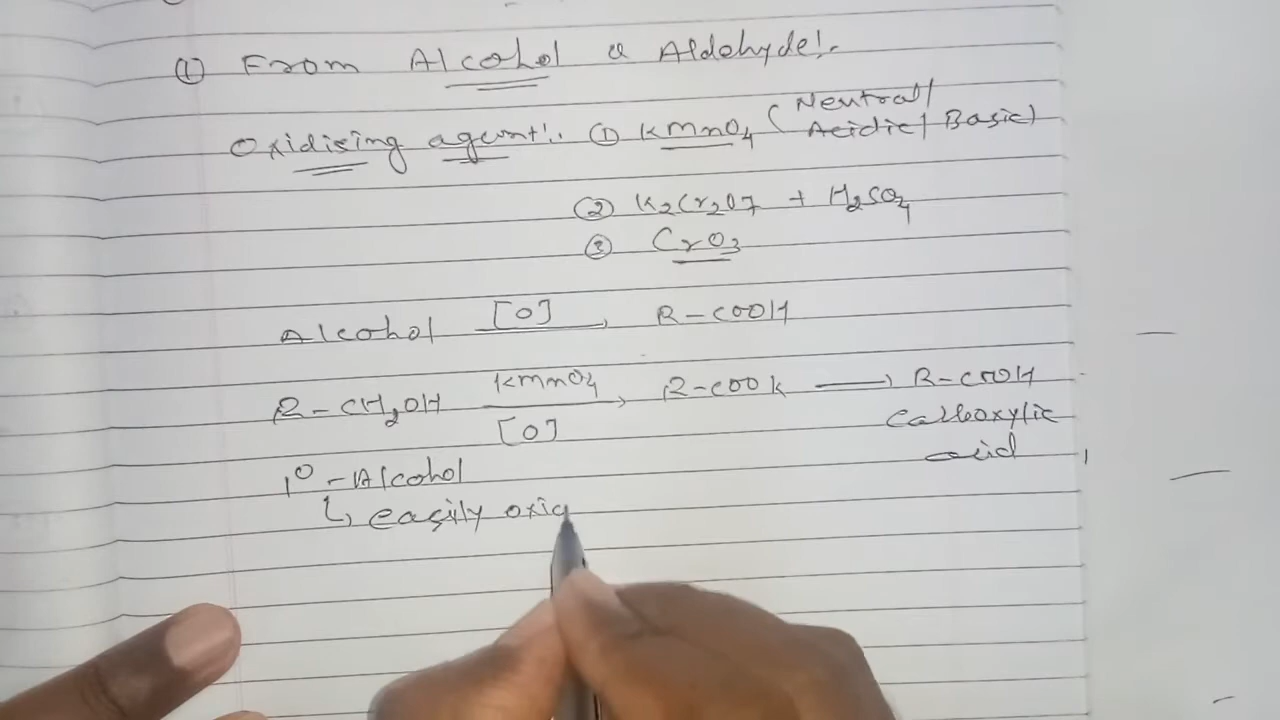 ① From Alcohol & Aldehyde:-
Oxidising agent:- ① KMnO4 (Neutral/
Acidic/Basic)
② K2Cr2O7 + H2SO4
③ CrO3
Alcohol [O] → R-COOH
R-CH2OH KMnO4 → R-COOK → R-COOH
[O] Carboxylic
acid
1° - Alcohol
↳ easily oxid